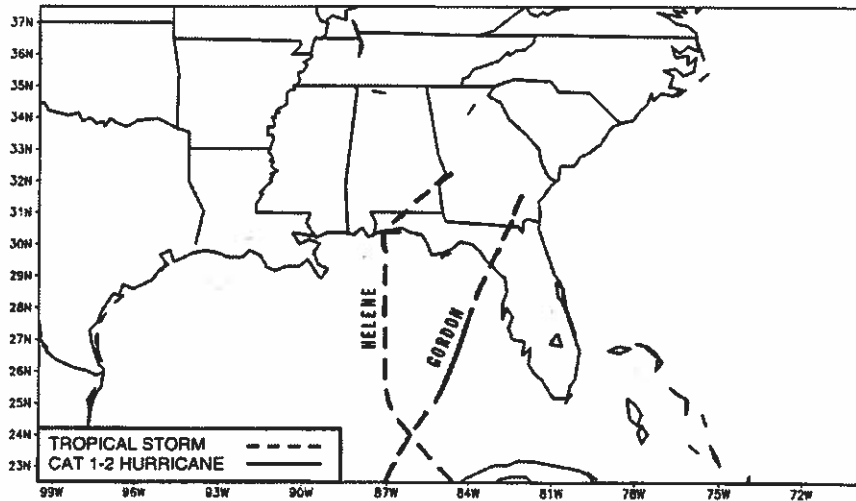 37N
36N
35N
34N
33N
32N
31N
30N
29N
28N
27N
26N
25N
24N
23N
HELENE
GORDON
TROPICAL STORM
CAT 1-2 HURRICANE
99W 96W 93W 90W 87W 84W 81W 78W 75W 72W